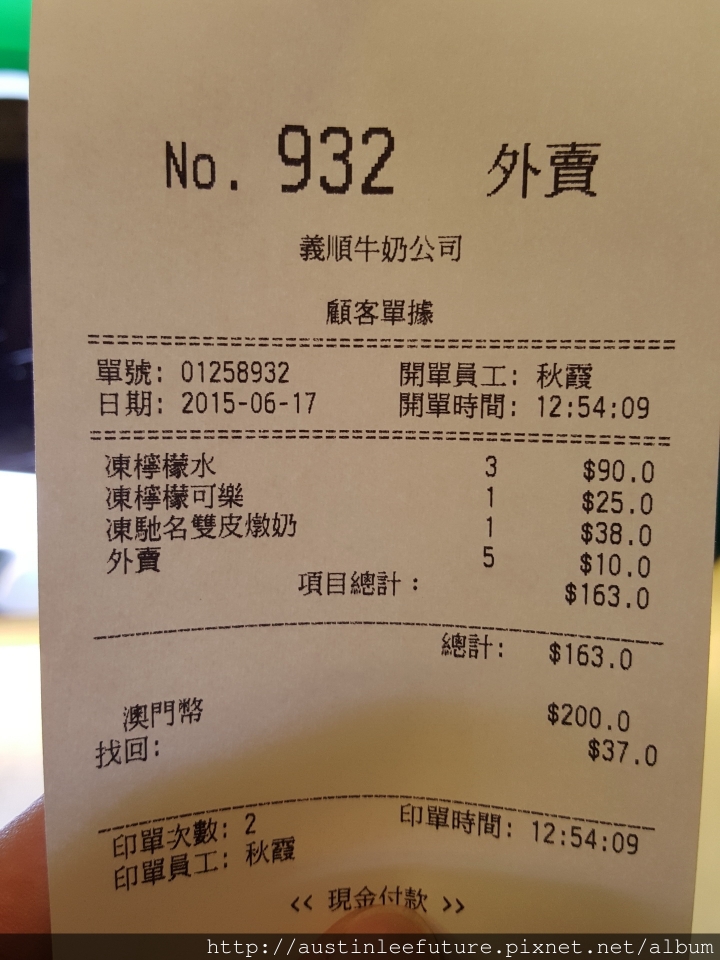 No. 932 外賣
義順牛奶公司
顧客單據
單號: 01258932 開單員工: 秋霞
日期: 2015-06-17 開單時間: 12:54:09
凍檸檬水 3 $90.0
凍檸檬可樂 1 $25.0
凍馳名雙皮燉奶 1 $38.0
外賣 5 $10.0
項目總計: $163.0
總計: $163.0
澳門幣 $200.0
找回: $37.0
印單次數: 2 印單時間: 12:54:09
印單員工: 秋霞
<< 現金付款 >>
http://austinleefuture.pixnet.net/album